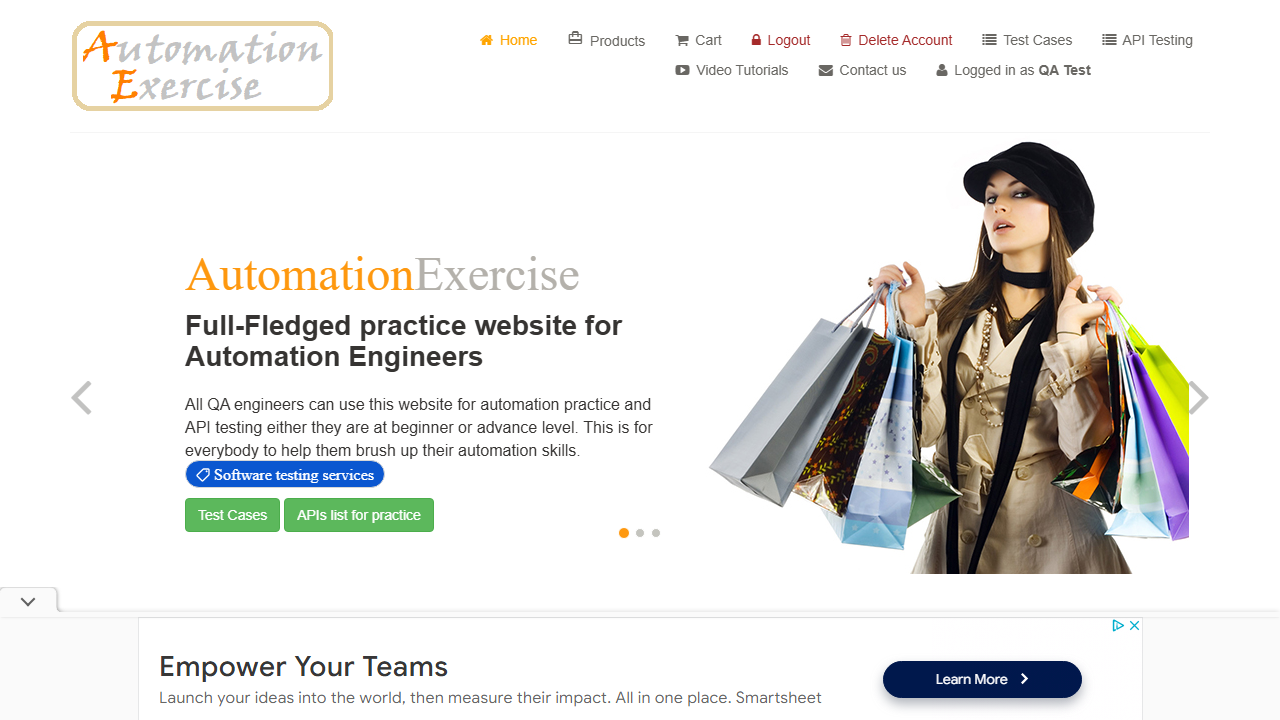 Automation
Exercise
Home Products Cart Logout Delete Account Test Cases API Testing
Video Tutorials Contact us Logged in as QA Test
AutomationExercise
Full-Fledged practice website for
Automation Engineers
All QA engineers can use this website for automation practice and
API testing either they are at beginner or advance level. This is for
everybody to help them brush up their automation skills.
Software testing services
Test Cases APIs list for practice
Empower Your Teams
Launch your ideas into the world, then measure their impact. All in one place. Smartsheet
Learn More